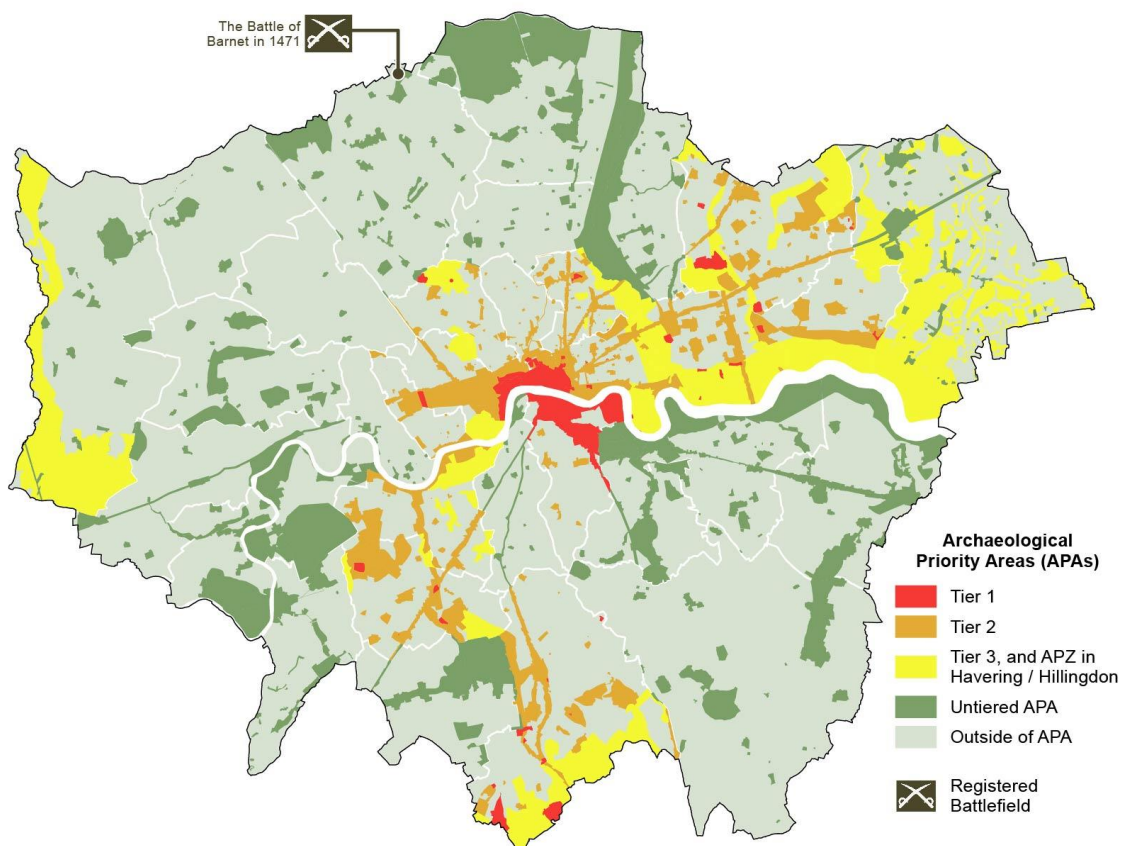 The Battle of
Barnet in 1471
Archaeological
Priority Areas (APAs)
Tier 1
Tier 2
Tier 3, and APZ in
Havering / Hillingdon
Untiered APA
Outside of APA
Registered
Battlefield